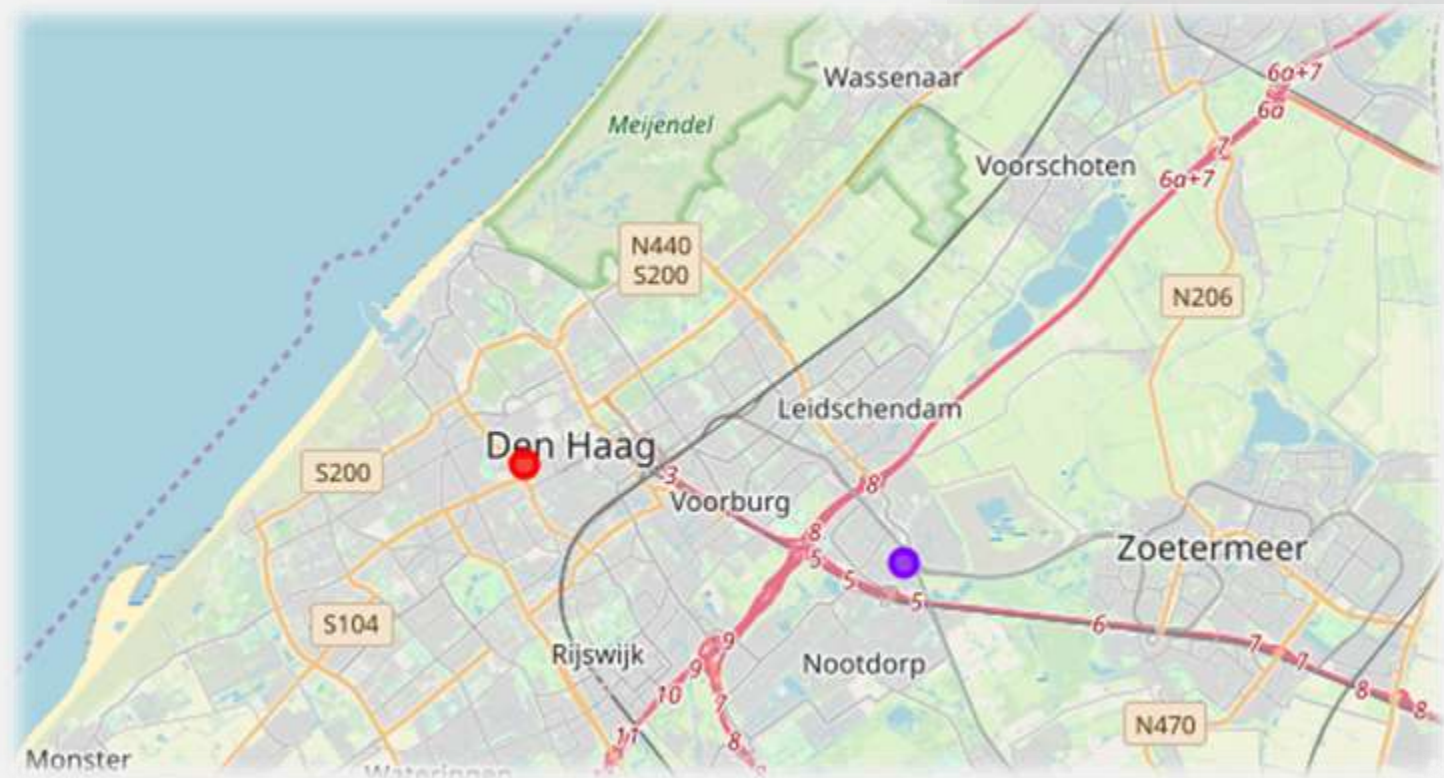 Wassenaar
6a+7
6a
Meijendel
7
Voorschoten
6a+7
N440
S200
N206
Leidschendam
Den Haag
S200
3
8
Voorburg
8
5
5
5
Zoetermeer
6
S104
9
9
Rijswijk
Nootdorp
7
7
10
7
8
8
N470
11
8
Monster
Wateringen